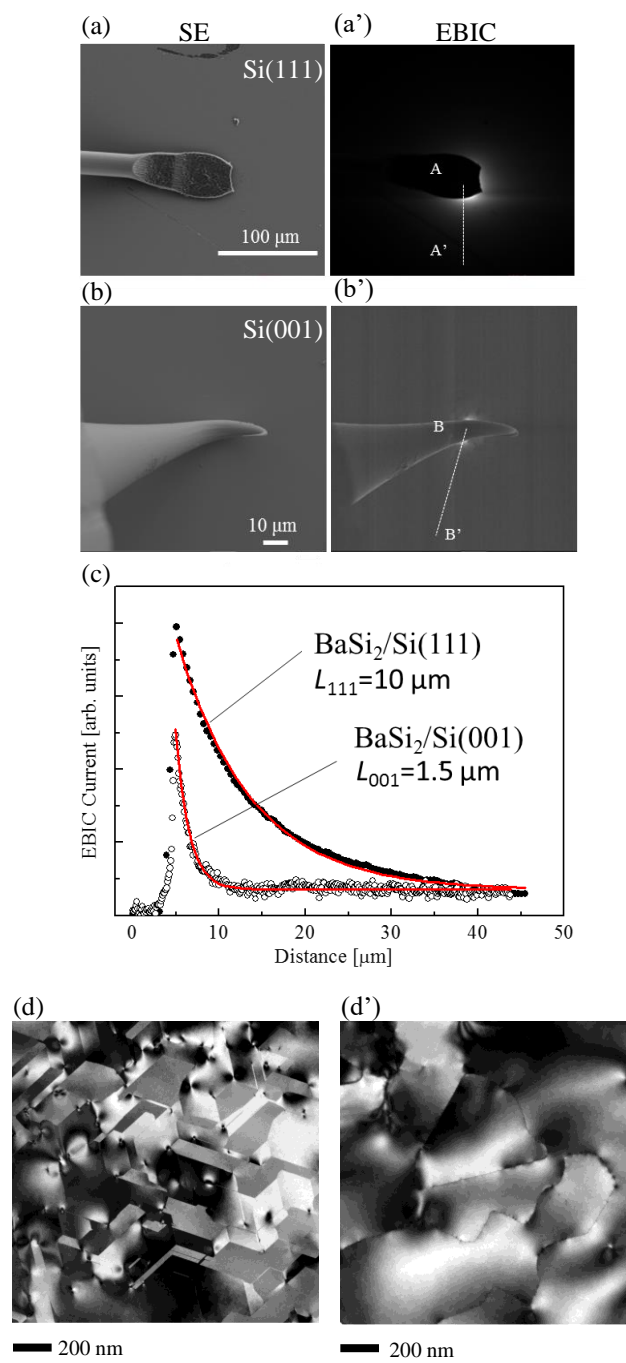 (a)
SE
(a')
EBIC
Si(111)
100 μm
A
A'
(b)
(b')
Si(001)
10 μm
B
B'
(c)
EBIC Current [arb. units]
BaSi₂/Si(111)
L₁₁₁=10 μm
BaSi₂/Si(001)
L₀₀₁=1.5 μm
0 10 20 30 40 50
Distance [μm]
(d)
(d')
200 nm
200 nm